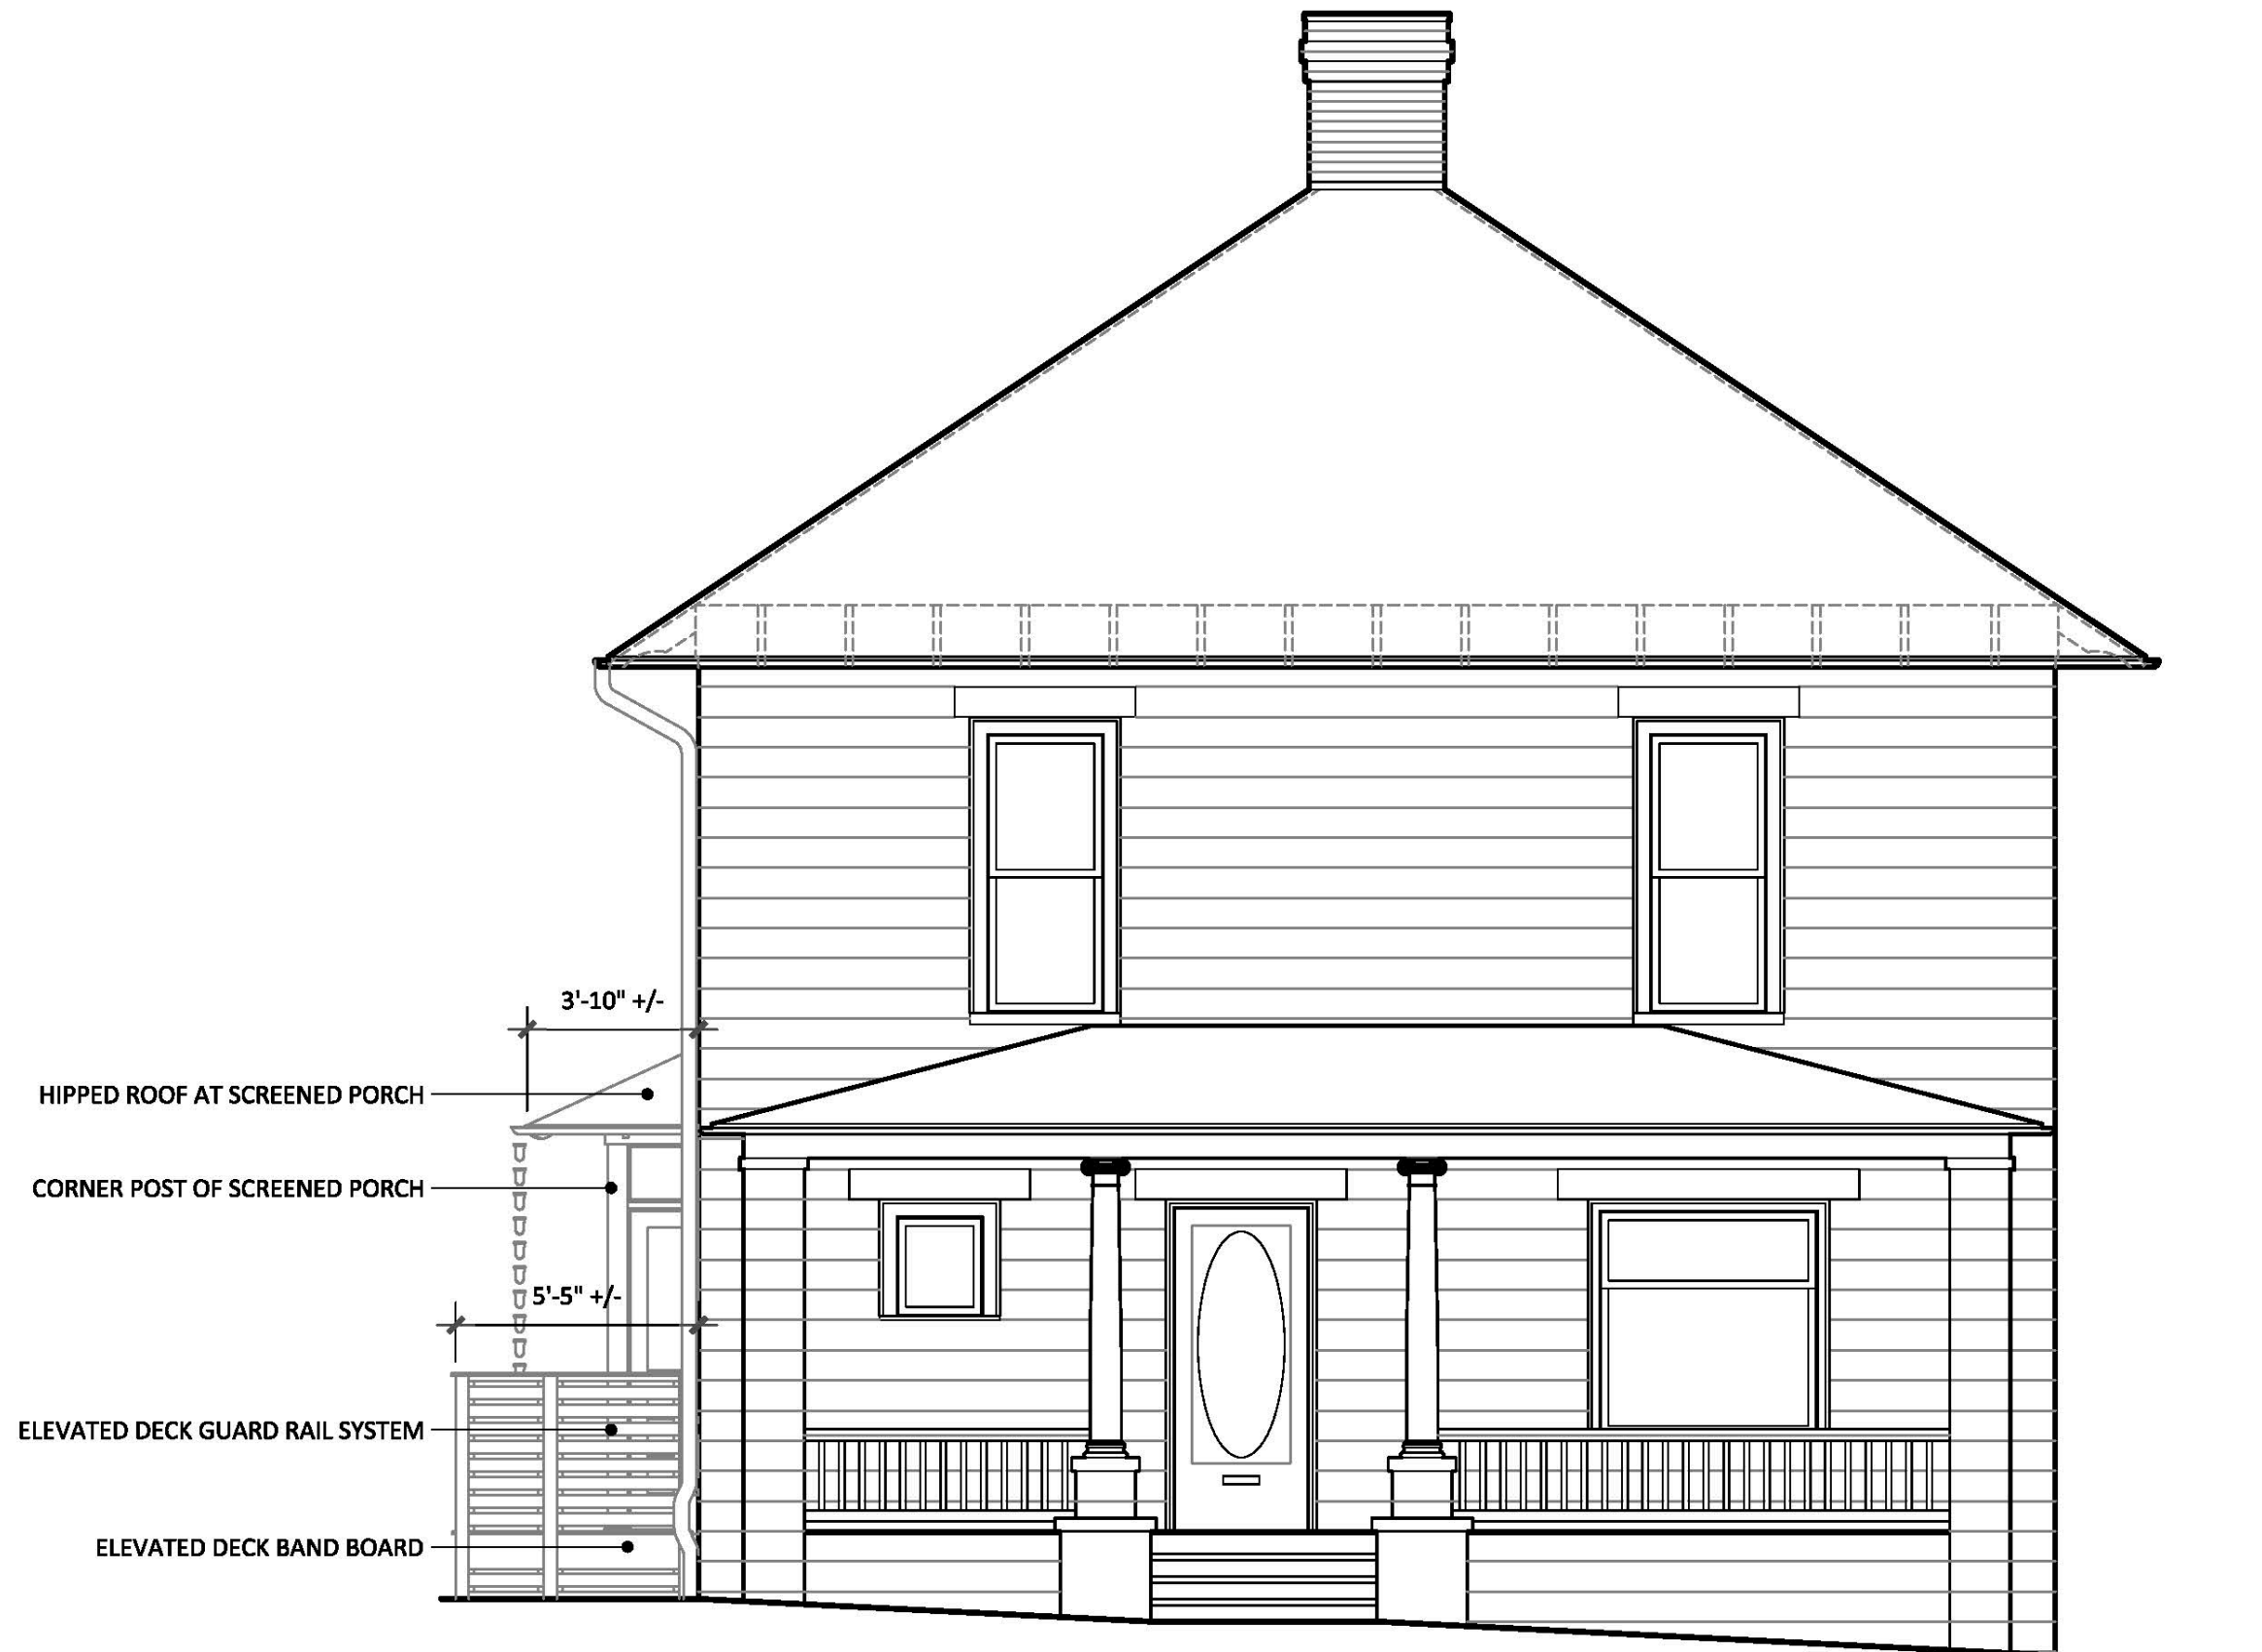 3'-10" +/-
HIPPED ROOF AT SCREENED PORCH
CORNER POST OF SCREENED PORCH
5'-5" +/-
ELEVATED DECK GUARD RAIL SYSTEM
ELEVATED DECK BAND BOARD